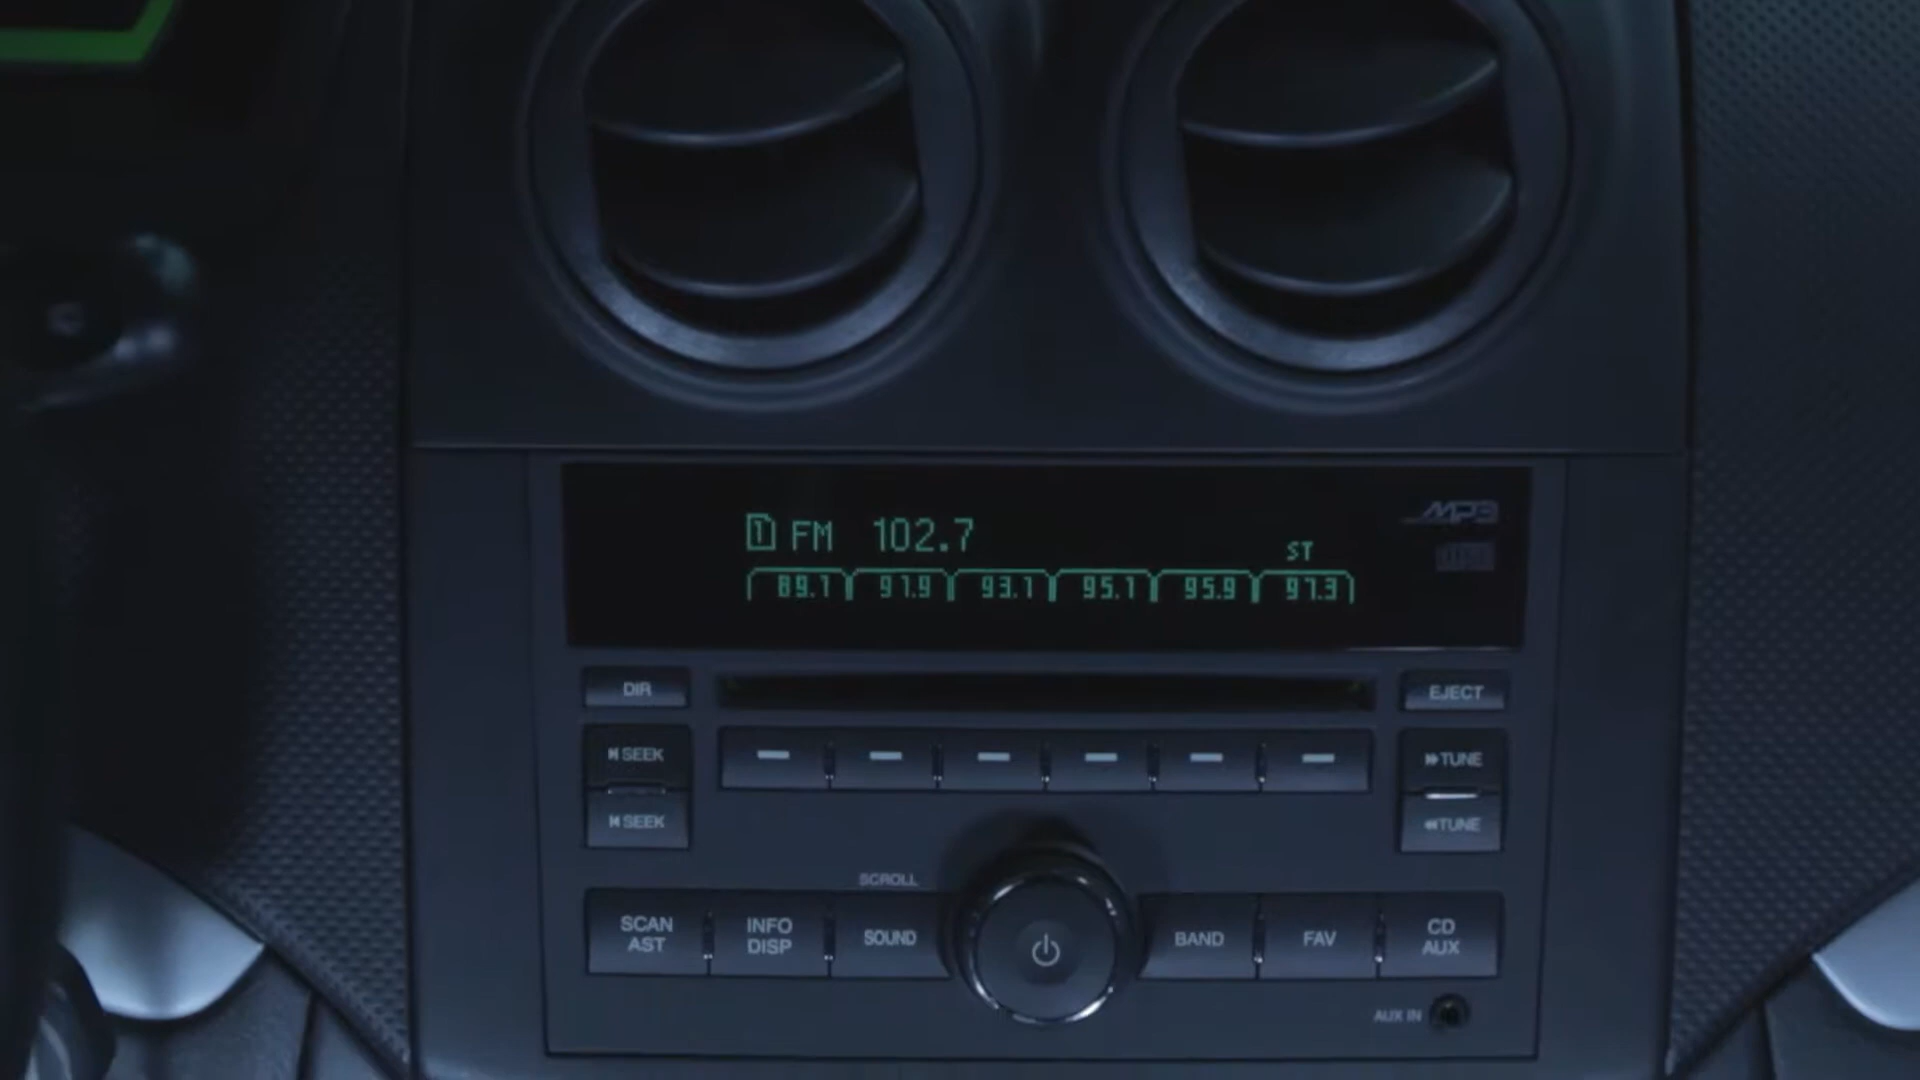 1 FM 102.7
ST
MP3
89.1 91.9 93.1 95.1 95.9 97.3
DIR
EJECT
SEEK
TUNE
SEEK
TUNE
SCROLL
SCAN AST
INFO DISP
SOUND
BAND
FAV
CD AUX
AUX IN